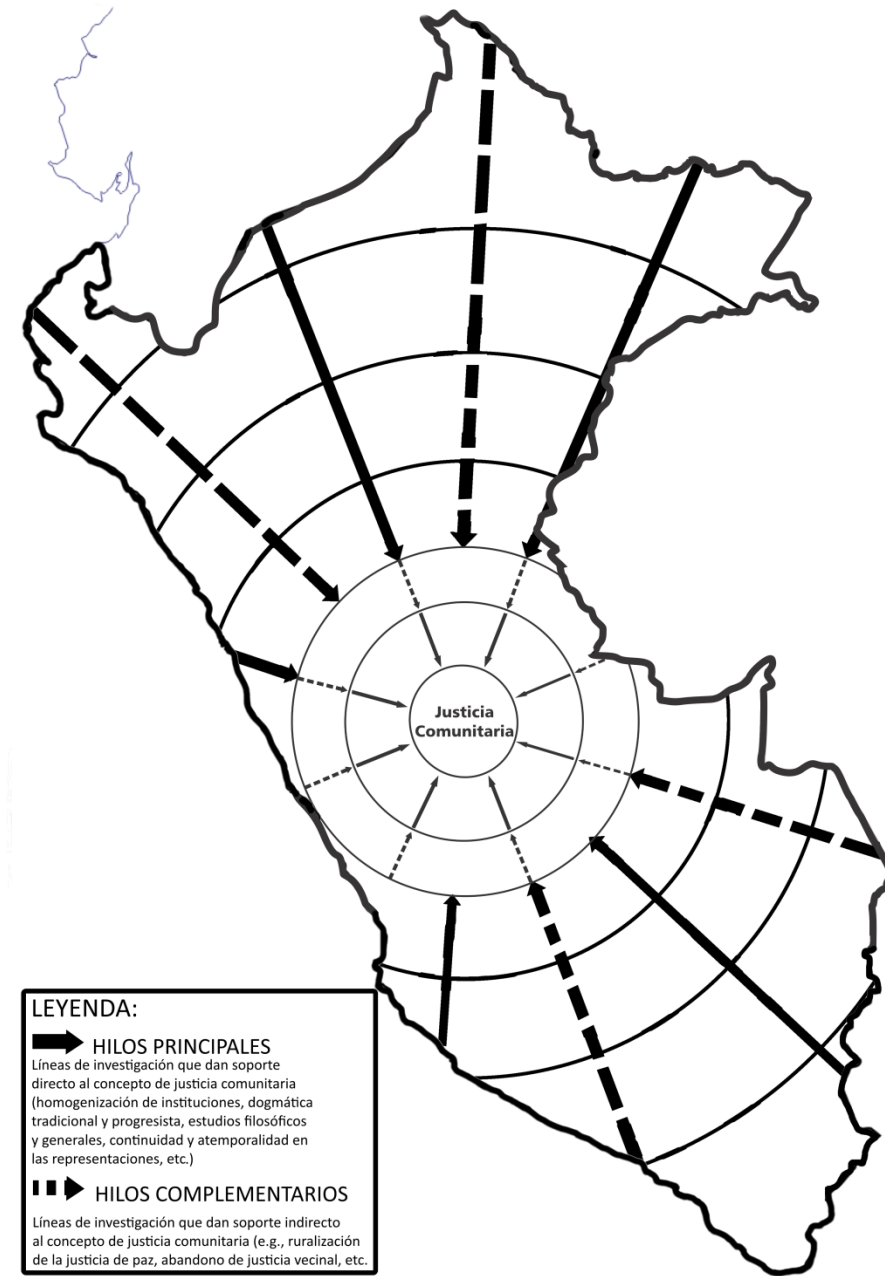 Justicia
Comunitaria
LEYENDA:
HILOS PRINCIPALES
Líneas de investigación que dan soporte
directo al concepto de justicia comunitaria
(homogenización de instituciones, dogmática
tradicional y progresista, estudios filosóficos
y generales, continuidad y atemporalidad en
las representaciones, etc.)
HILOS COMPLEMENTARIOS
Líneas de investigación que dan soporte indirecto
al concepto de justicia comunitaria (e.g., ruralización
de la justicia de paz, abandono de justicia vecinal, etc.